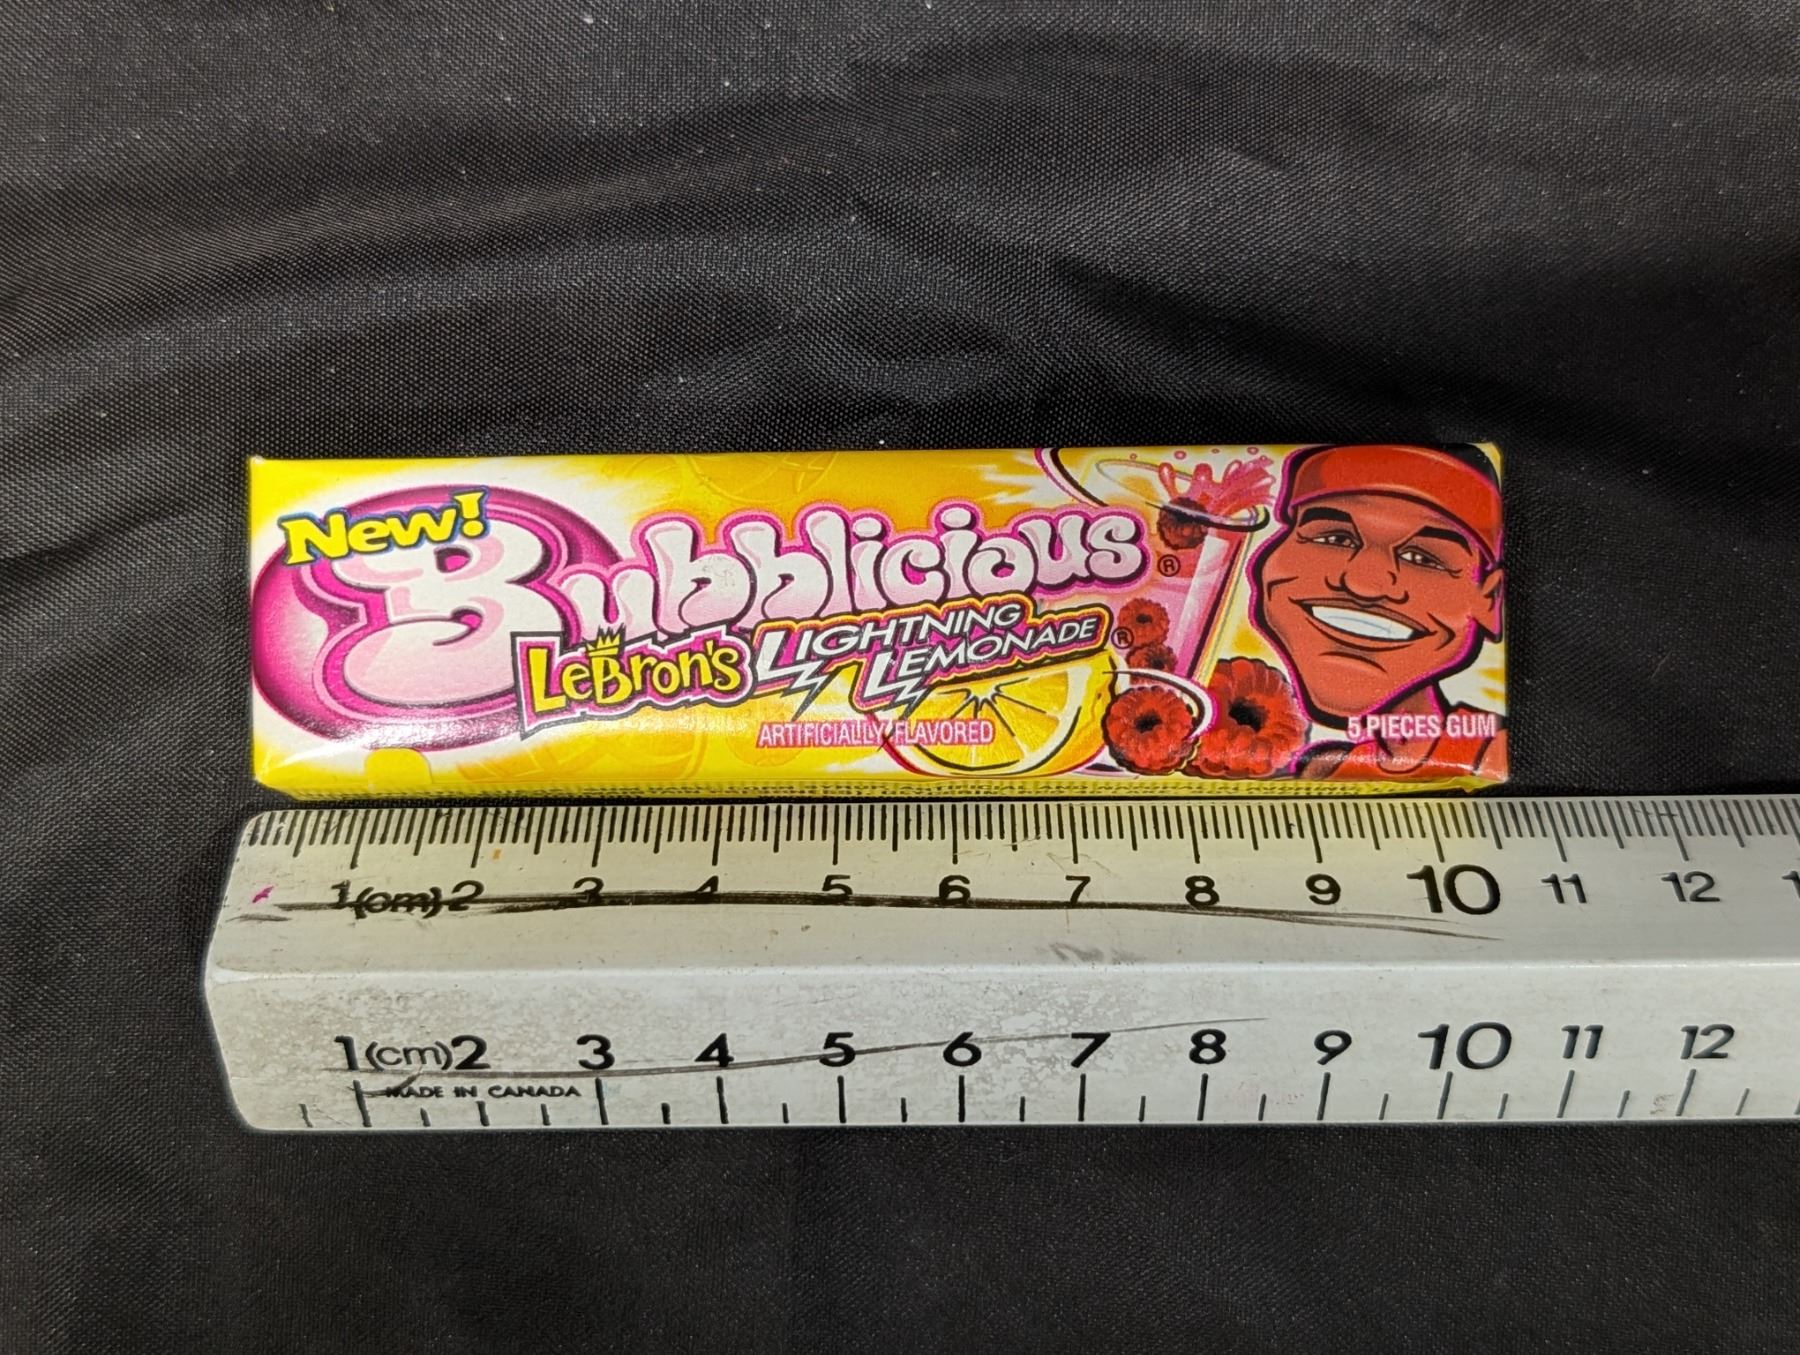 New!
Bubblicious®
LeBron's LIGHTNING LEMONADE®
ARTIFICIALLY FLAVORED
5 PIECES GUM
1(cm) 2 3 4 5 6 7 8 9 10 11 12
1(cm) 2 3 4 5 6 7 8 9 10 11 12
MADE IN CANADA